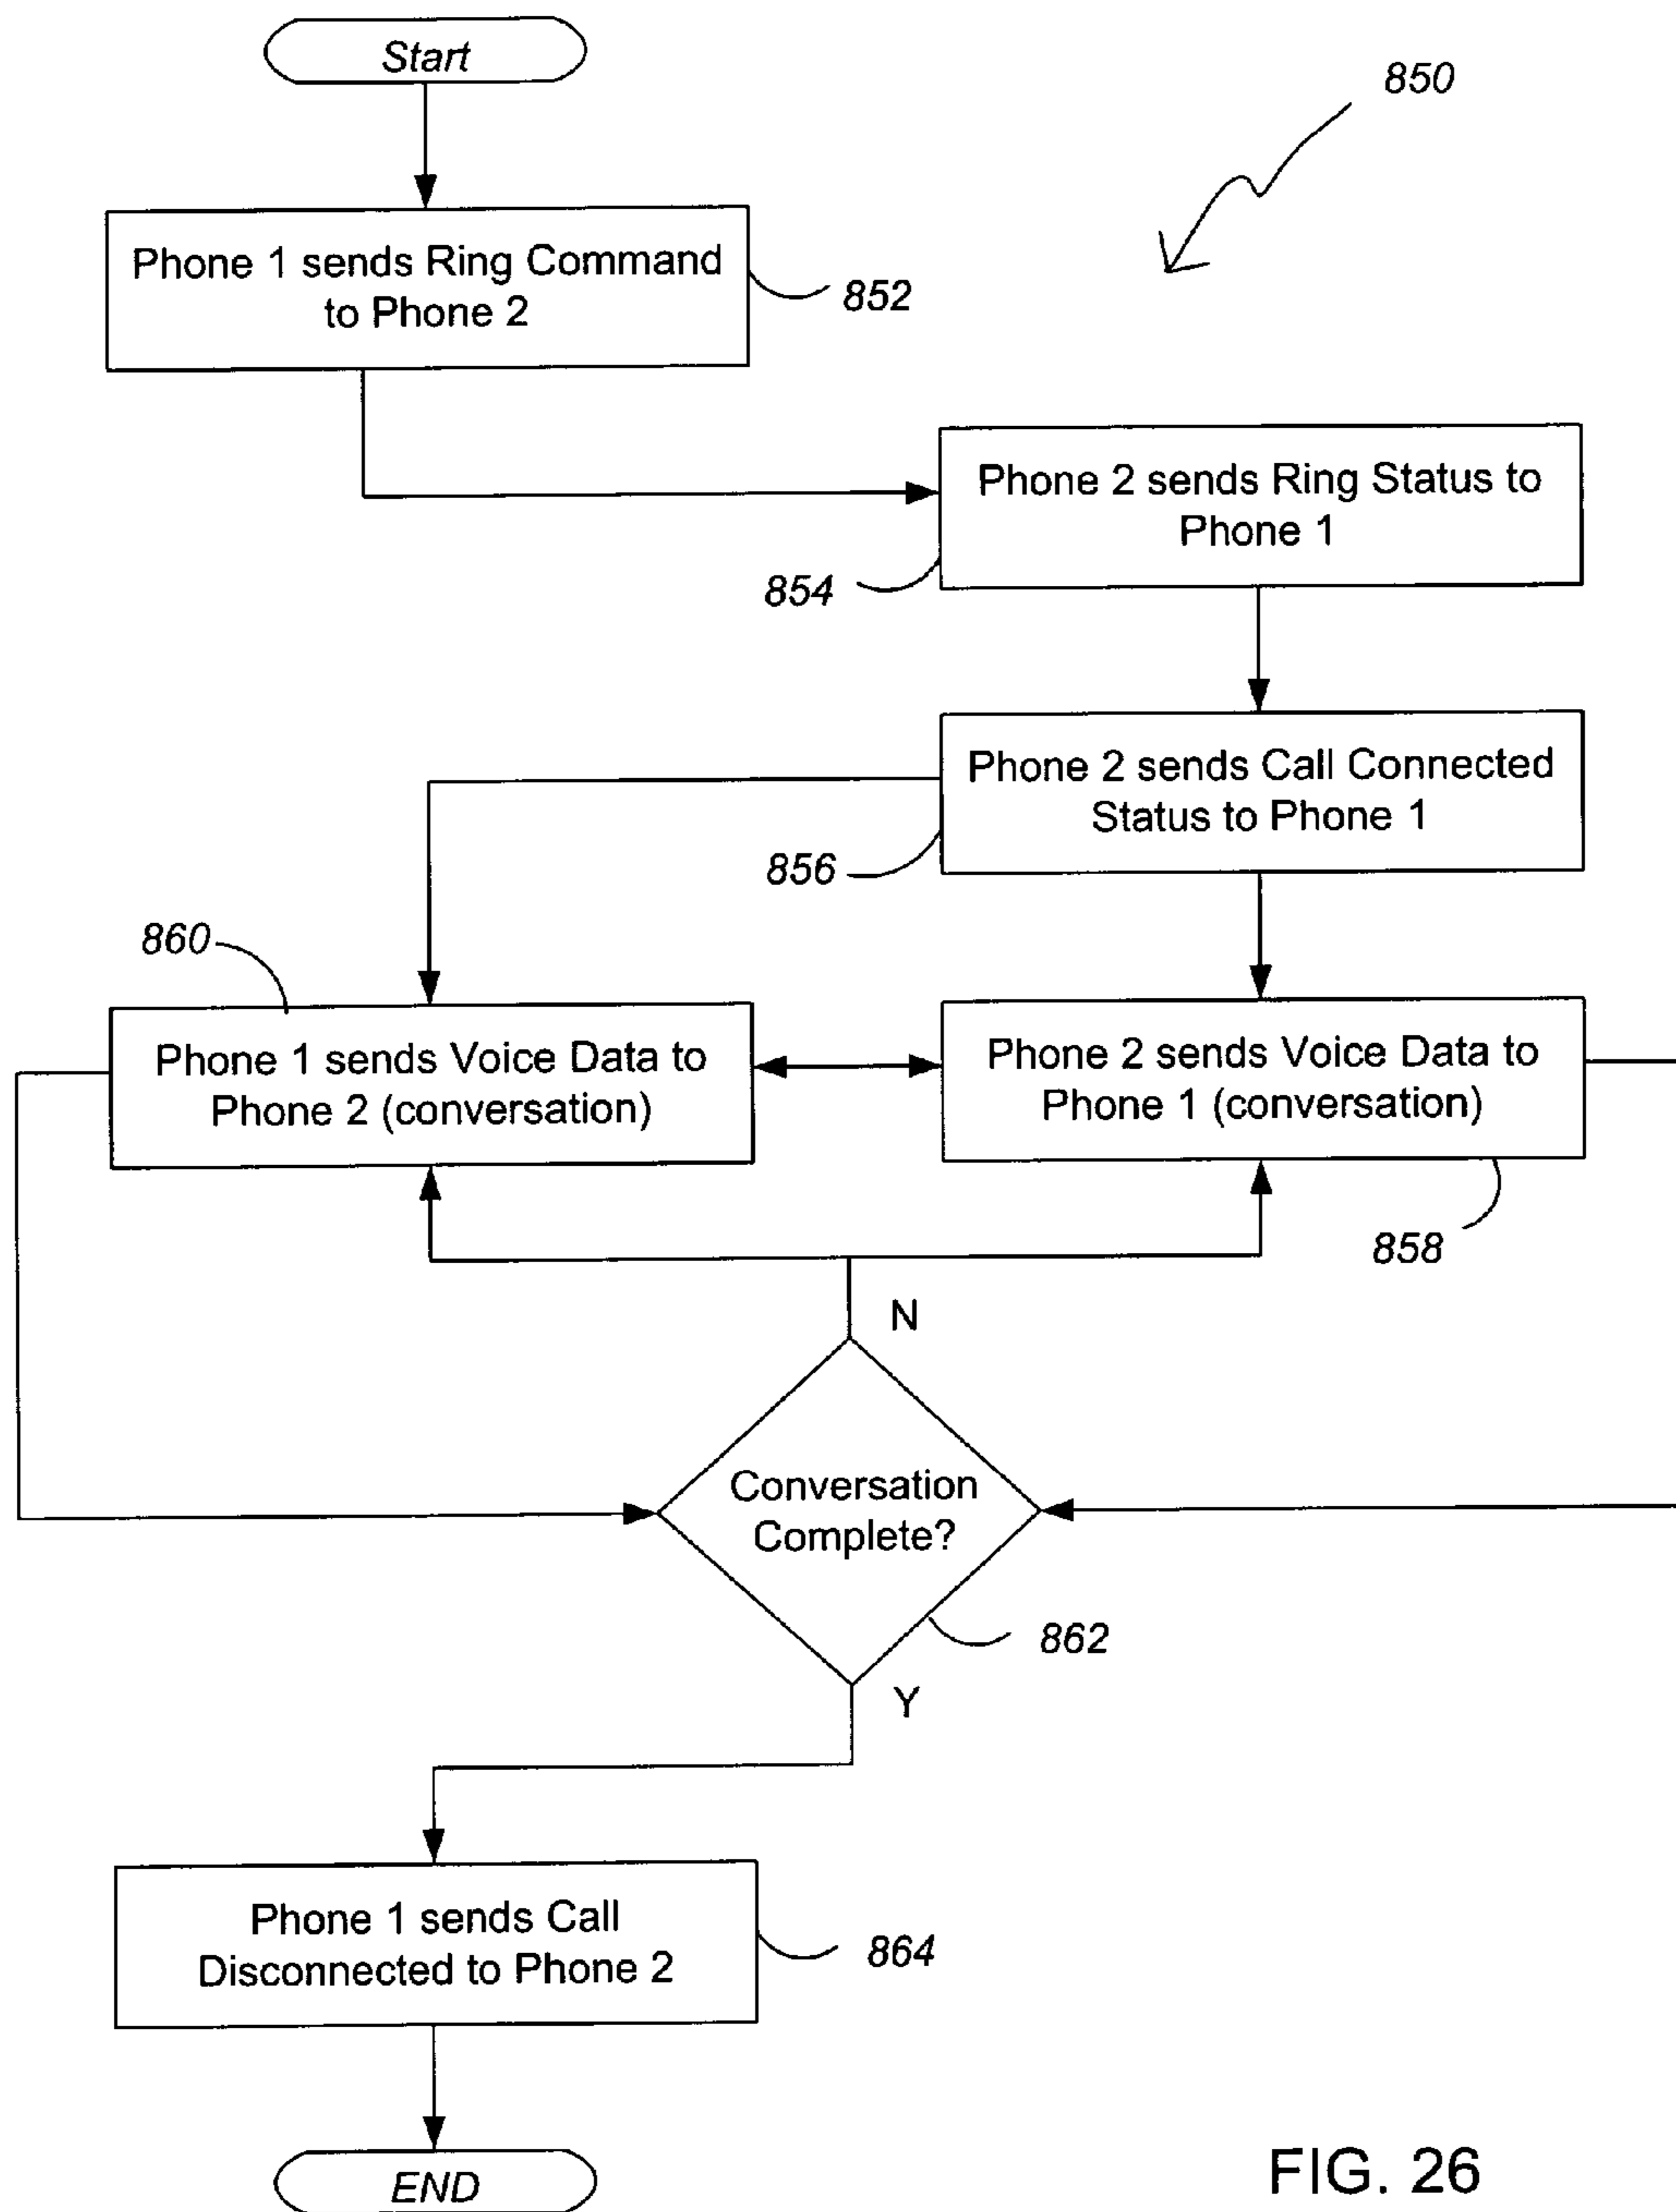 Start
850
Phone 1 sends Ring Command
to Phone 2
852
Phone 2 sends Ring Status to
Phone 1
854
Phone 2 sends Call Connected
Status to Phone 1
856
860
Phone 1 sends Voice Data to
Phone 2 (conversation)
Phone 2 sends Voice Data to
Phone 1 (conversation)
858
N
Conversation
Complete?
862
Y
Phone 1 sends Call
Disconnected to Phone 2
864
END
FIG. 26